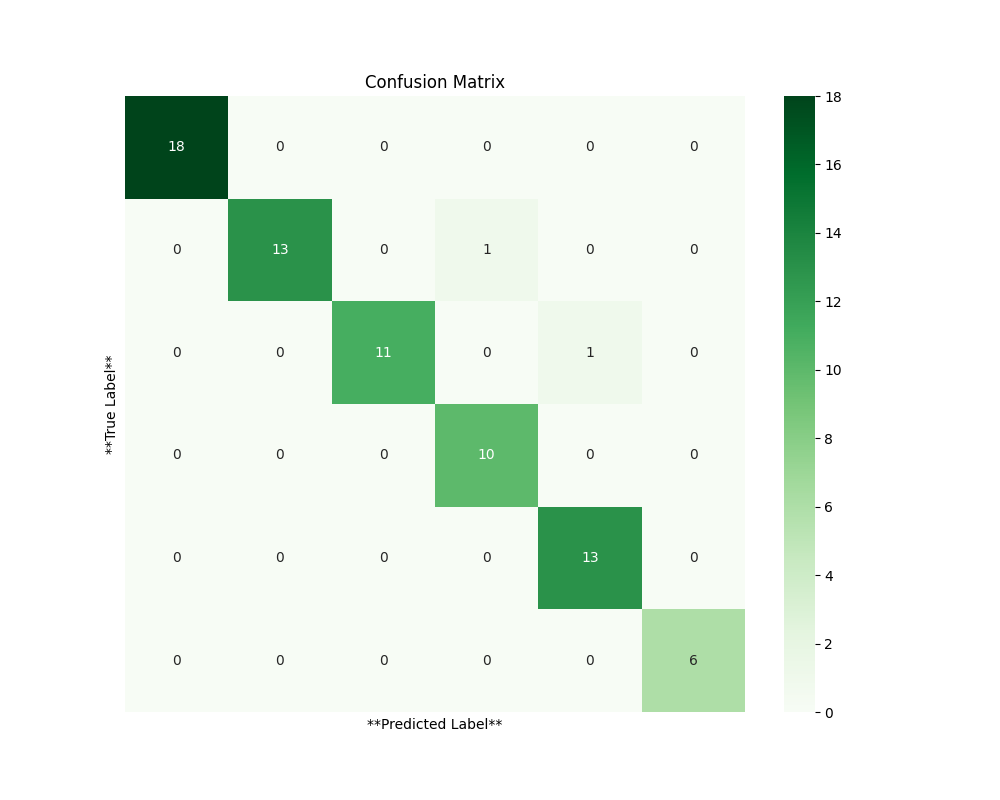 Confusion Matrix
18 0 0 0 0 0
0 13 0 1 0 0
0 0 11 0 1 0
0 0 0 10 0 0
0 0 0 0 13 0
0 0 0 0 0 6
**True Label**
**Predicted Label**
18
16
14
12
10
8
6
4
2
0